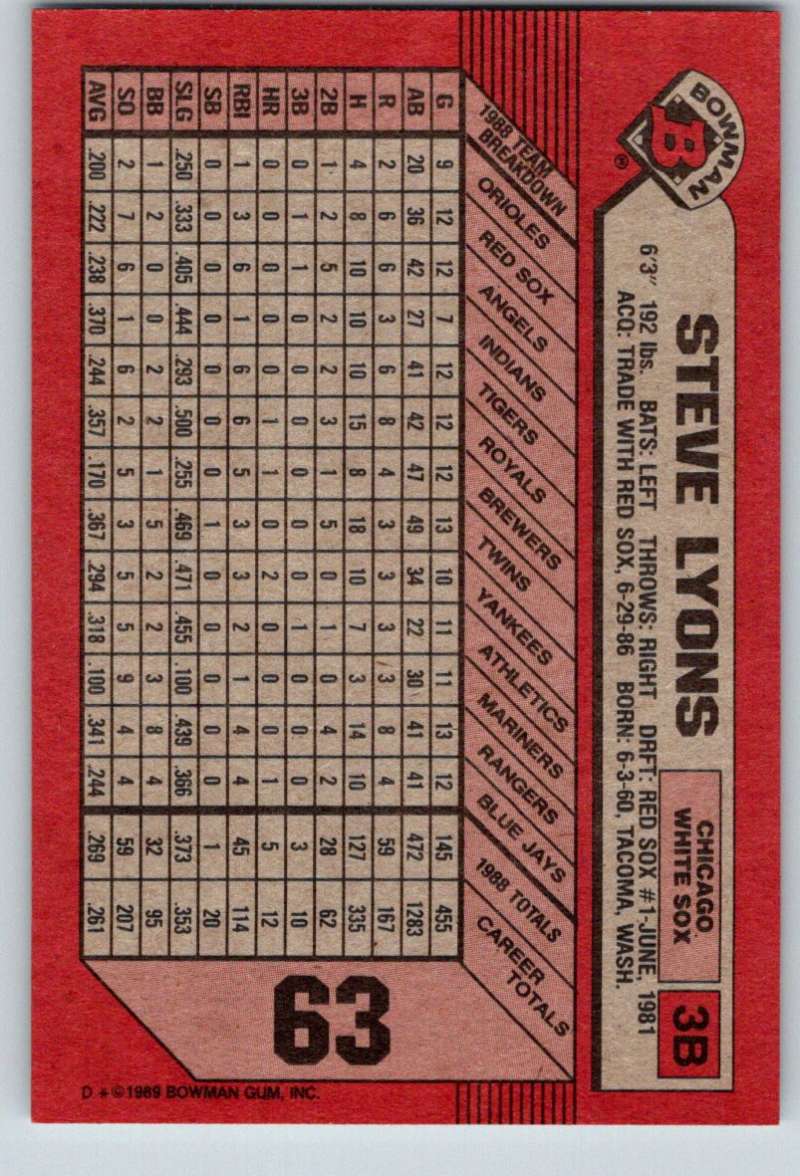 BOWMAN
B
®
STEVE LYONS
CHICAGO
WHITE SOX
3B
6'3" 192 lbs. BATS: LEFT THROWS: RIGHT DRFT: RED SOX #1-JUNE, 1981
ACQ: TRADE WITH RED SOX, 6-29-86 BORN: 6-3-60, TACOMA, WASH.
1988 TEAM
BREAKDOWN
ORIOLES
RED SOX
ANGELS
INDIANS
TIGERS
ROYALS
BREWERS
TWINS
YANKEES
ATHLETICS
MARINERS
RANGERS
BLUE JAYS
1988 TOTALS
CAREER
TOTALS
G 9 12 12 7 12 12 12 13 10 11 11 13 12 145 455
AB 20 36 42 27 41 42 47 49 34 22 30 41 41 472 1283
R 2 6 6 3 6 8 4 3 3 3 3 8 4 59 167
H 4 8 10 10 10 15 8 18 10 7 3 14 10 127 335
2B 1 2 5 2 2 3 1 5 0 1 0 4 2 28 62
3B 0 1 1 0 0 0 0 0 0 1 0 0 0 3 10
HR 0 0 0 0 0 1 1 0 2 0 0 0 1 5 12
RBI 1 3 6 1 6 6 5 3 3 2 1 4 4 45 114
SB 0 0 0 0 0 0 0 1 0 0 0 0 0 1 20
SLG .250 .333 .405 .444 .293 .500 .255 .469 .471 .455 .100 .439 .366 .373 .353
BB 1 2 0 0 2 2 1 5 2 2 3 8 4 32 95
SO 2 7 6 1 6 2 5 3 5 5 9 4 4 59 207
AVG .200 .222 .238 .370 .244 .357 .170 .367 .294 .318 .100 .341 .244 .269 .261
63
D *©1989 BOWMAN GUM, INC.